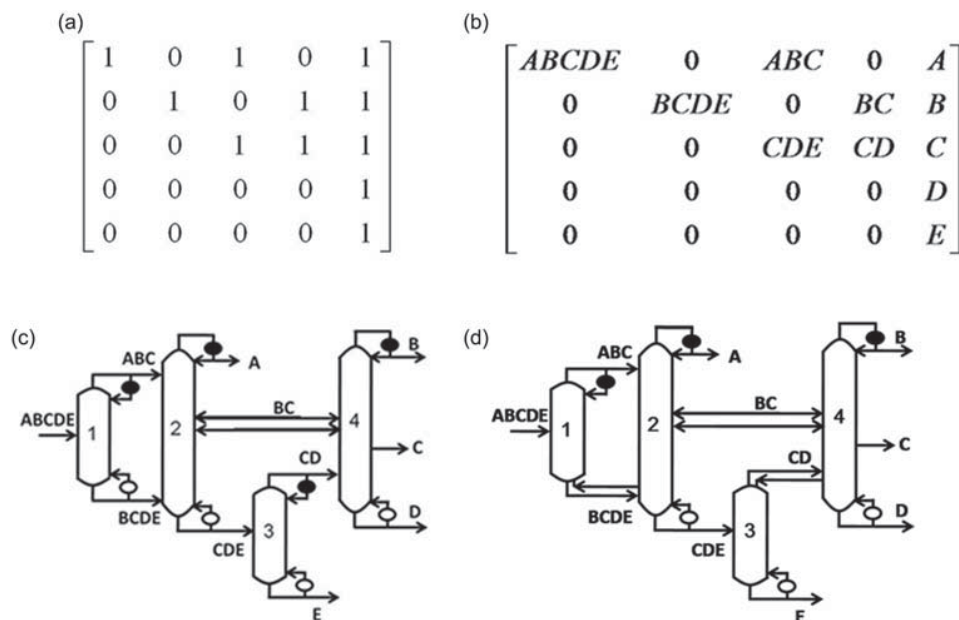 (a)
1 0 1 0 1
0 1 0 1 1
0 0 1 1 1
0 0 0 0 1
0 0 0 0 1
(b)
ABCDE 0 ABC 0 A
0 BCDE 0 BC B
0 0 CDE CD C
0 0 0 0 D
0 0 0 0 E
(c)
B
ABC
A
ABCDE
BC
1
2
4
C
CD
BCDE
D
CDE
3
E
(d)
B
ABC
A
ABCDE
BC
1
2
4
C
CD
BCDE
D
CDE
3
E